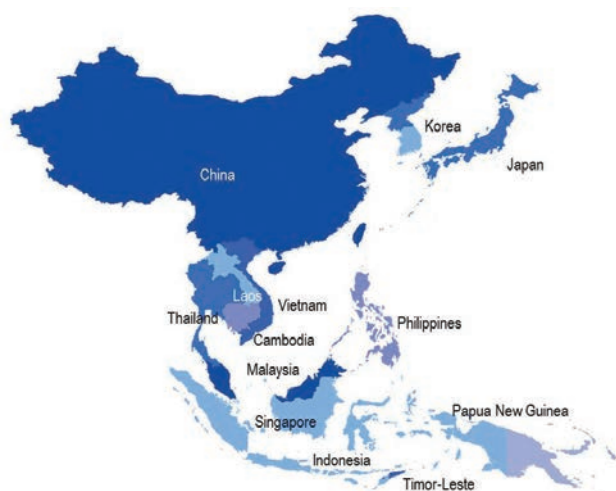 Korea
Japan
China
Laos
Vietnam
Thailand
Philippines
Cambodia
Malaysia
Papua New Guinea
Singapore
Indonesia
Timor-Leste